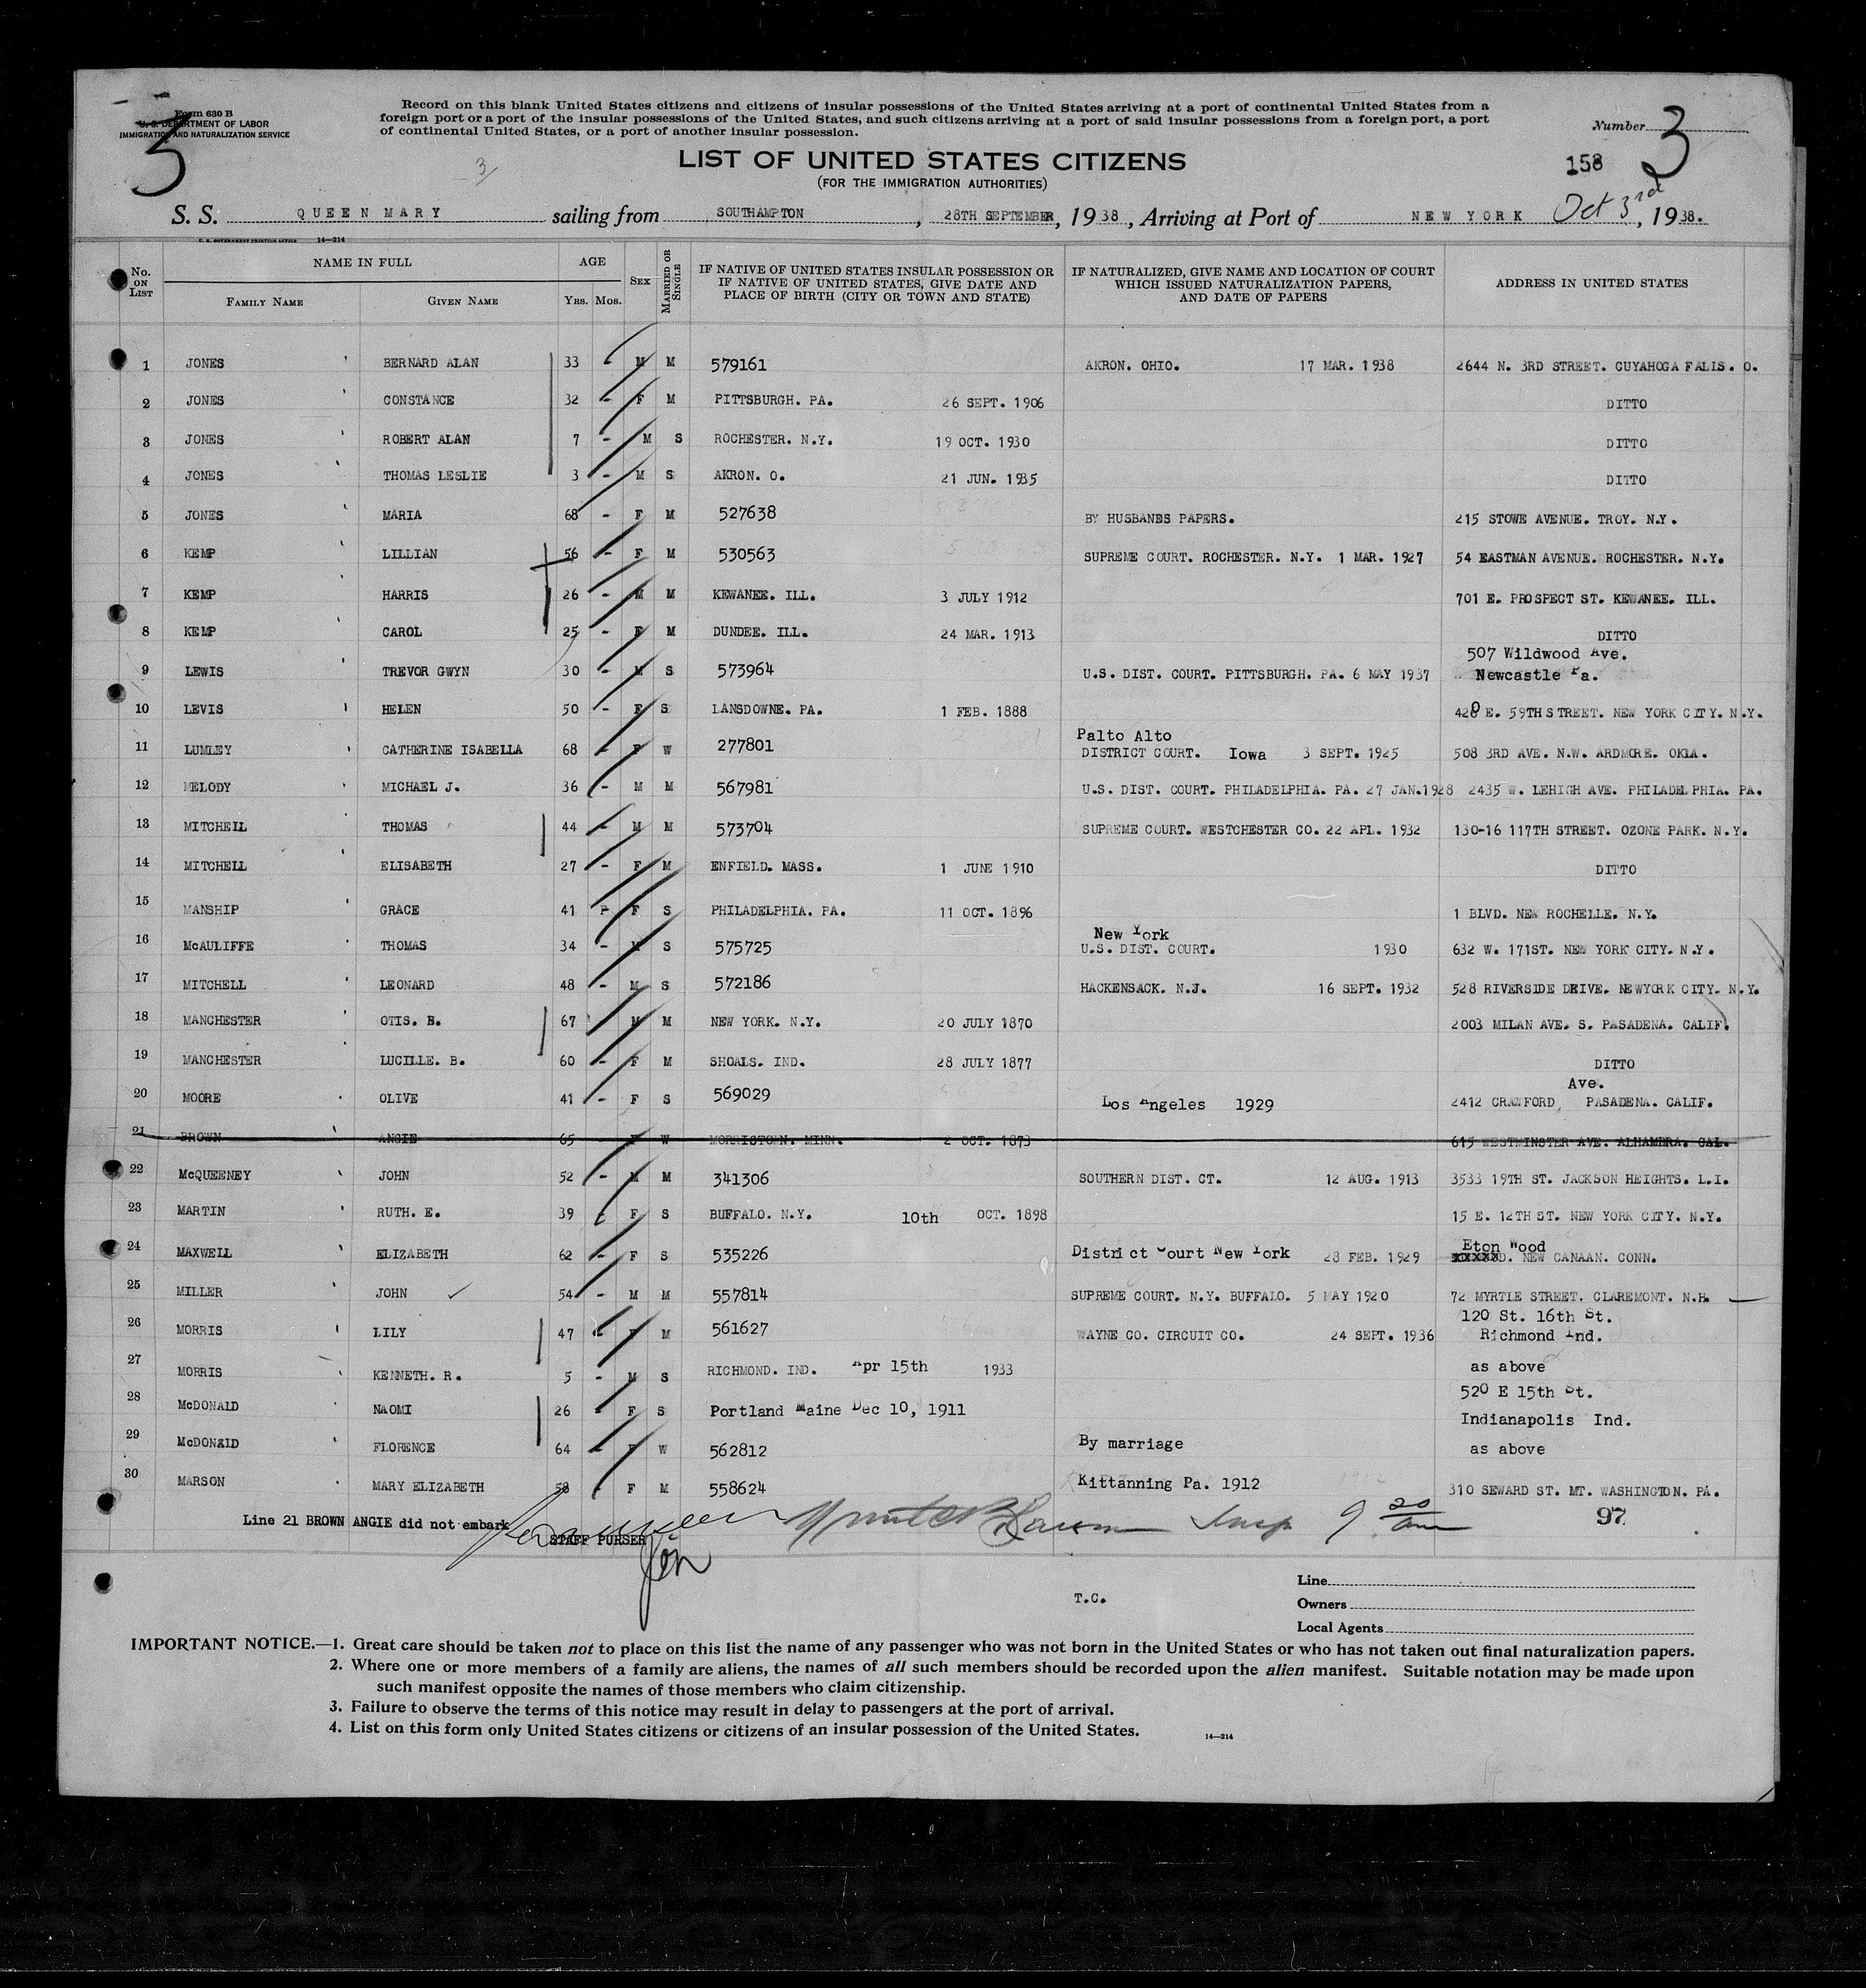 Form 630 B
U. S. DEPARTMENT OF LABOR
IMMIGRATION AND NATURALIZATION SERVICE
3
3
Record on this blank United States citizens and citizens of insular possessions of the United States arriving at a port of continental United States from a
foreign port or a port of the insular possessions of the United States, and such citizens arriving at a port of said insular possessions from a foreign port, a port
of continental United States, or a port of another insular possession.
Number 3
LIST OF UNITED STATES CITIZENS
(FOR THE IMMIGRATION AUTHORITIES)
158
S. S. QUEEN MARY sailing from SOUTHAMPTON, 28TH SEPTEMBER, 1938, Arriving at Port of NEW YORK Oct 3rd, 1938.
U. S. GOVERNMENT PRINTING OFFICE 14—214
No. ON LIST NAME IN FULL AGE SEX MARRIED OR SINGLE IF NATIVE OF UNITED STATES INSULAR POSSESSION OR IF NATIVE OF UNITED STATES, GIVE DATE AND PLACE OF BIRTH (CITY OR TOWN AND STATE) IF NATURALIZED, GIVE NAME AND LOCATION OF COURT WHICH ISSUED NATURALIZATION PAPERS, AND DATE OF PAPERS ADDRESS IN UNITED STATES
FAMILY NAME GIVEN NAME YRS. MOS.
1 JONES BERNARD ALAN 33 - M M 579161 AKRON. OHIO. 17 MAR. 1938 2644 N. 3RD STREET. CUYAHOGA FALLS. O.
2 JONES CONSTANCE 32 - F M PITTSBURGH. PA. 26 SEPT. 1906 DITTO
3 JONES ROBERT ALAN 7 - M S ROCHESTER. N.Y. 19 OCT. 1930 DITTO
4 JONES THOMAS LESLIE 3 - M S AKRON. O. 21 JUN. 1935 DITTO
5 JONES MARIA 68 - F M 527638 BY HUSBANDS PAPERS. 215 STOWE AVENUE. TROY. N.Y.
6 KEMP LILLIAN 56 - F M 530563 SUPREME COURT. ROCHESTER. N.Y. 1 MAR. 1927 54 EASTMAN AVENUE. ROCHESTER. N.Y.
7 KEMP HARRIS 26 - M M KEWANEE. ILL. 3 JULY 1912 701 E. PROSPECT ST. KEWANEE. ILL.
8 KEMP CAROL 25 - F M DUNDEE. ILL. 24 MAR. 1913 DITTO
507 Wildwood Ave.
9 LEWIS TREVOR GWYN 30 - M S 573964 U.S. DIST. COURT. PITTSBURGH. PA. 6 MAY 1937 Newcastle Pa.
10 LEVIS HELEN 50 - F S LANSDOWNE. PA. 1 FEB. 1888 420 E. 59TH STREET. NEW YORK CITY. N.Y.
Palto Alto
11 LUMLEY CATHERINE ISABELLA 68 - F W 277801 DISTRICT COURT. Iowa 3 SEPT. 1925 508 3RD AVE. N.W. ARDMORE. OKLA.
12 MELODY MICHAEL J. 36 - M M 567981 U.S. DIST. COURT. PHILADELPHIA. PA. 27 JAN.1928 2435 W. LEHIGH AVE. PHILADELPHIA. PA.
13 MITCHELL THOMAS 44 - M M 573704 SUPREME COURT. WESTCHESTER CO. 22 APL. 1932 130-16 117TH STREET. OZONE PARK. N.Y.
14 MITCHELL ELISABETH 27 - F M ENFIELD. MASS. 1 JUNE 1910 DITTO
15 MANSHIP GRACE 41 - F S PHILADELPHIA. PA. 11 OCT. 1896 1 BLVD. NEW ROCHELLE. N.Y.
New York
16 McAULIFFE THOMAS 34 - M S 575725 U.S. DIST. COURT. 1930 632 W. 171ST. NEW YORK CITY. N.Y.
17 MITCHELL LEONARD 48 - M S 572186 HACKENSACK. N.J. 16 SEPT. 1932 528 RIVERSIDE DRIVE. NEWYORK CITY. N.Y.
18 MANCHESTER OTIS. B. 67 M M NEW YORK. N.Y. 20 JULY 1870 2003 MILAN AVE. S. PASADENA. CALIF.
19 MANCHESTER LUCILLE. B. 60 - F M SHOALS. IND. 28 JULY 1877 DITTO
Ave.
20 MOORE OLIVE 41 - F S 569029 Los Angeles 1929 2412 CRAWFORD, PASADENA. CALIF.
21 BROWN ANGIE 65 - F W MORRISTOWN. MINN. 2 OCT. 1873 615 WESTMINSTER AVE. ALHAMBRA. CAL.
22 McQUEENEY JOHN 52 - M M 341306 SOUTHERN DIST. CT. 12 AUG. 1913 3533 19TH ST. JACKSON HEIGHTS. L.I.
23 MARTIN RUTH. E. 39 - F S BUFFALO. N.Y. 10th OCT. 1898 15 E. 12TH ST. NEW YORK CITY. N.Y.
Eton Wood
24 MAXWELL ELIZABETH 62 - F S 535226 District Court New York 28 FEB. 1929 xxxxxD. NEW CANAAN. CONN.
25 MILLER JOHN 54 - M M 557814 SUPREME COURT. N.Y. BUFFALO. 5 MAY 1920 72 MYRTLE STREET. CLAREMONT. N.H.
120 St. 16th St.
26 MORRIS LILY 47 - F M 561627 WAYNE CO. CIRCUIT CO. 24 SEPT. 1936 Richmond Ind.
27 MORRIS KENNETH. R. 5 - M S RICHMOND. IND. Apr 15th 1933 as above
520 E 15th St.
28 McDONALD NAOMI 26 - F S Portland Maine Dec 10, 1911
Indianapolis Ind.
29 McDONALD FLORENCE 64 - F W 562812 By marriage as above
30 MARSON MARY ELIZABETH 58 - F M 558624 Kittanning Pa. 1912 310 SEWARD ST. MT. WASHINGTON. PA.
Line 21 BROWN ANGIE did not embark
STAFF PURSER
Insp 9 20 am
97
T.C.
Line
Owners
Local Agents
IMPORTANT NOTICE.—1. Great care should be taken not to place on this list the name of any passenger who was not born in the United States or who has not taken out final naturalization papers.
2. Where one or more members of a family are aliens, the names of all such members should be recorded upon the alien manifest. Suitable notation may be made upon
such manifest opposite the names of those members who claim citizenship.
3. Failure to observe the terms of this notice may result in delay to passengers at the port of arrival.
4. List on this form only United States citizens or citizens of an insular possession of the United States.
14—214